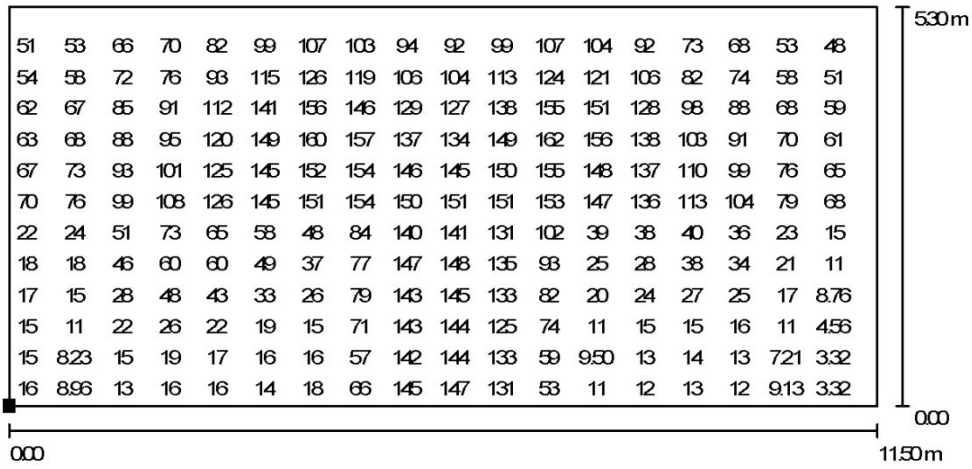 5.30 m
51 53 66 70 82 99 107 103 94 92 99 107 104 92 73 68 53 48
54 58 72 76 93 115 126 119 106 104 113 124 121 106 82 74 58 51
62 67 85 91 112 141 156 146 129 127 138 155 151 128 98 88 68 59
63 68 88 95 120 149 160 157 137 134 149 162 156 138 103 91 70 61
67 73 93 101 125 145 152 154 146 145 150 155 148 137 110 99 76 65
70 76 99 108 126 145 151 154 150 151 151 153 147 136 113 104 79 68
22 24 51 73 65 58 48 84 140 141 131 102 39 38 40 36 23 15
18 18 46 60 60 49 37 77 147 148 135 93 25 28 38 34 21 11
17 15 28 48 43 33 26 79 143 145 133 82 20 24 27 25 17 8.76
15 11 22 26 22 19 15 71 143 144 125 74 11 15 15 16 11 4.56
15 8.23 15 19 17 16 16 57 142 144 133 59 9.50 13 14 13 7.21 3.32
16 8.96 13 16 16 14 18 66 145 147 131 53 11 12 13 12 9.13 3.32
0.00
0.00 11.50 m